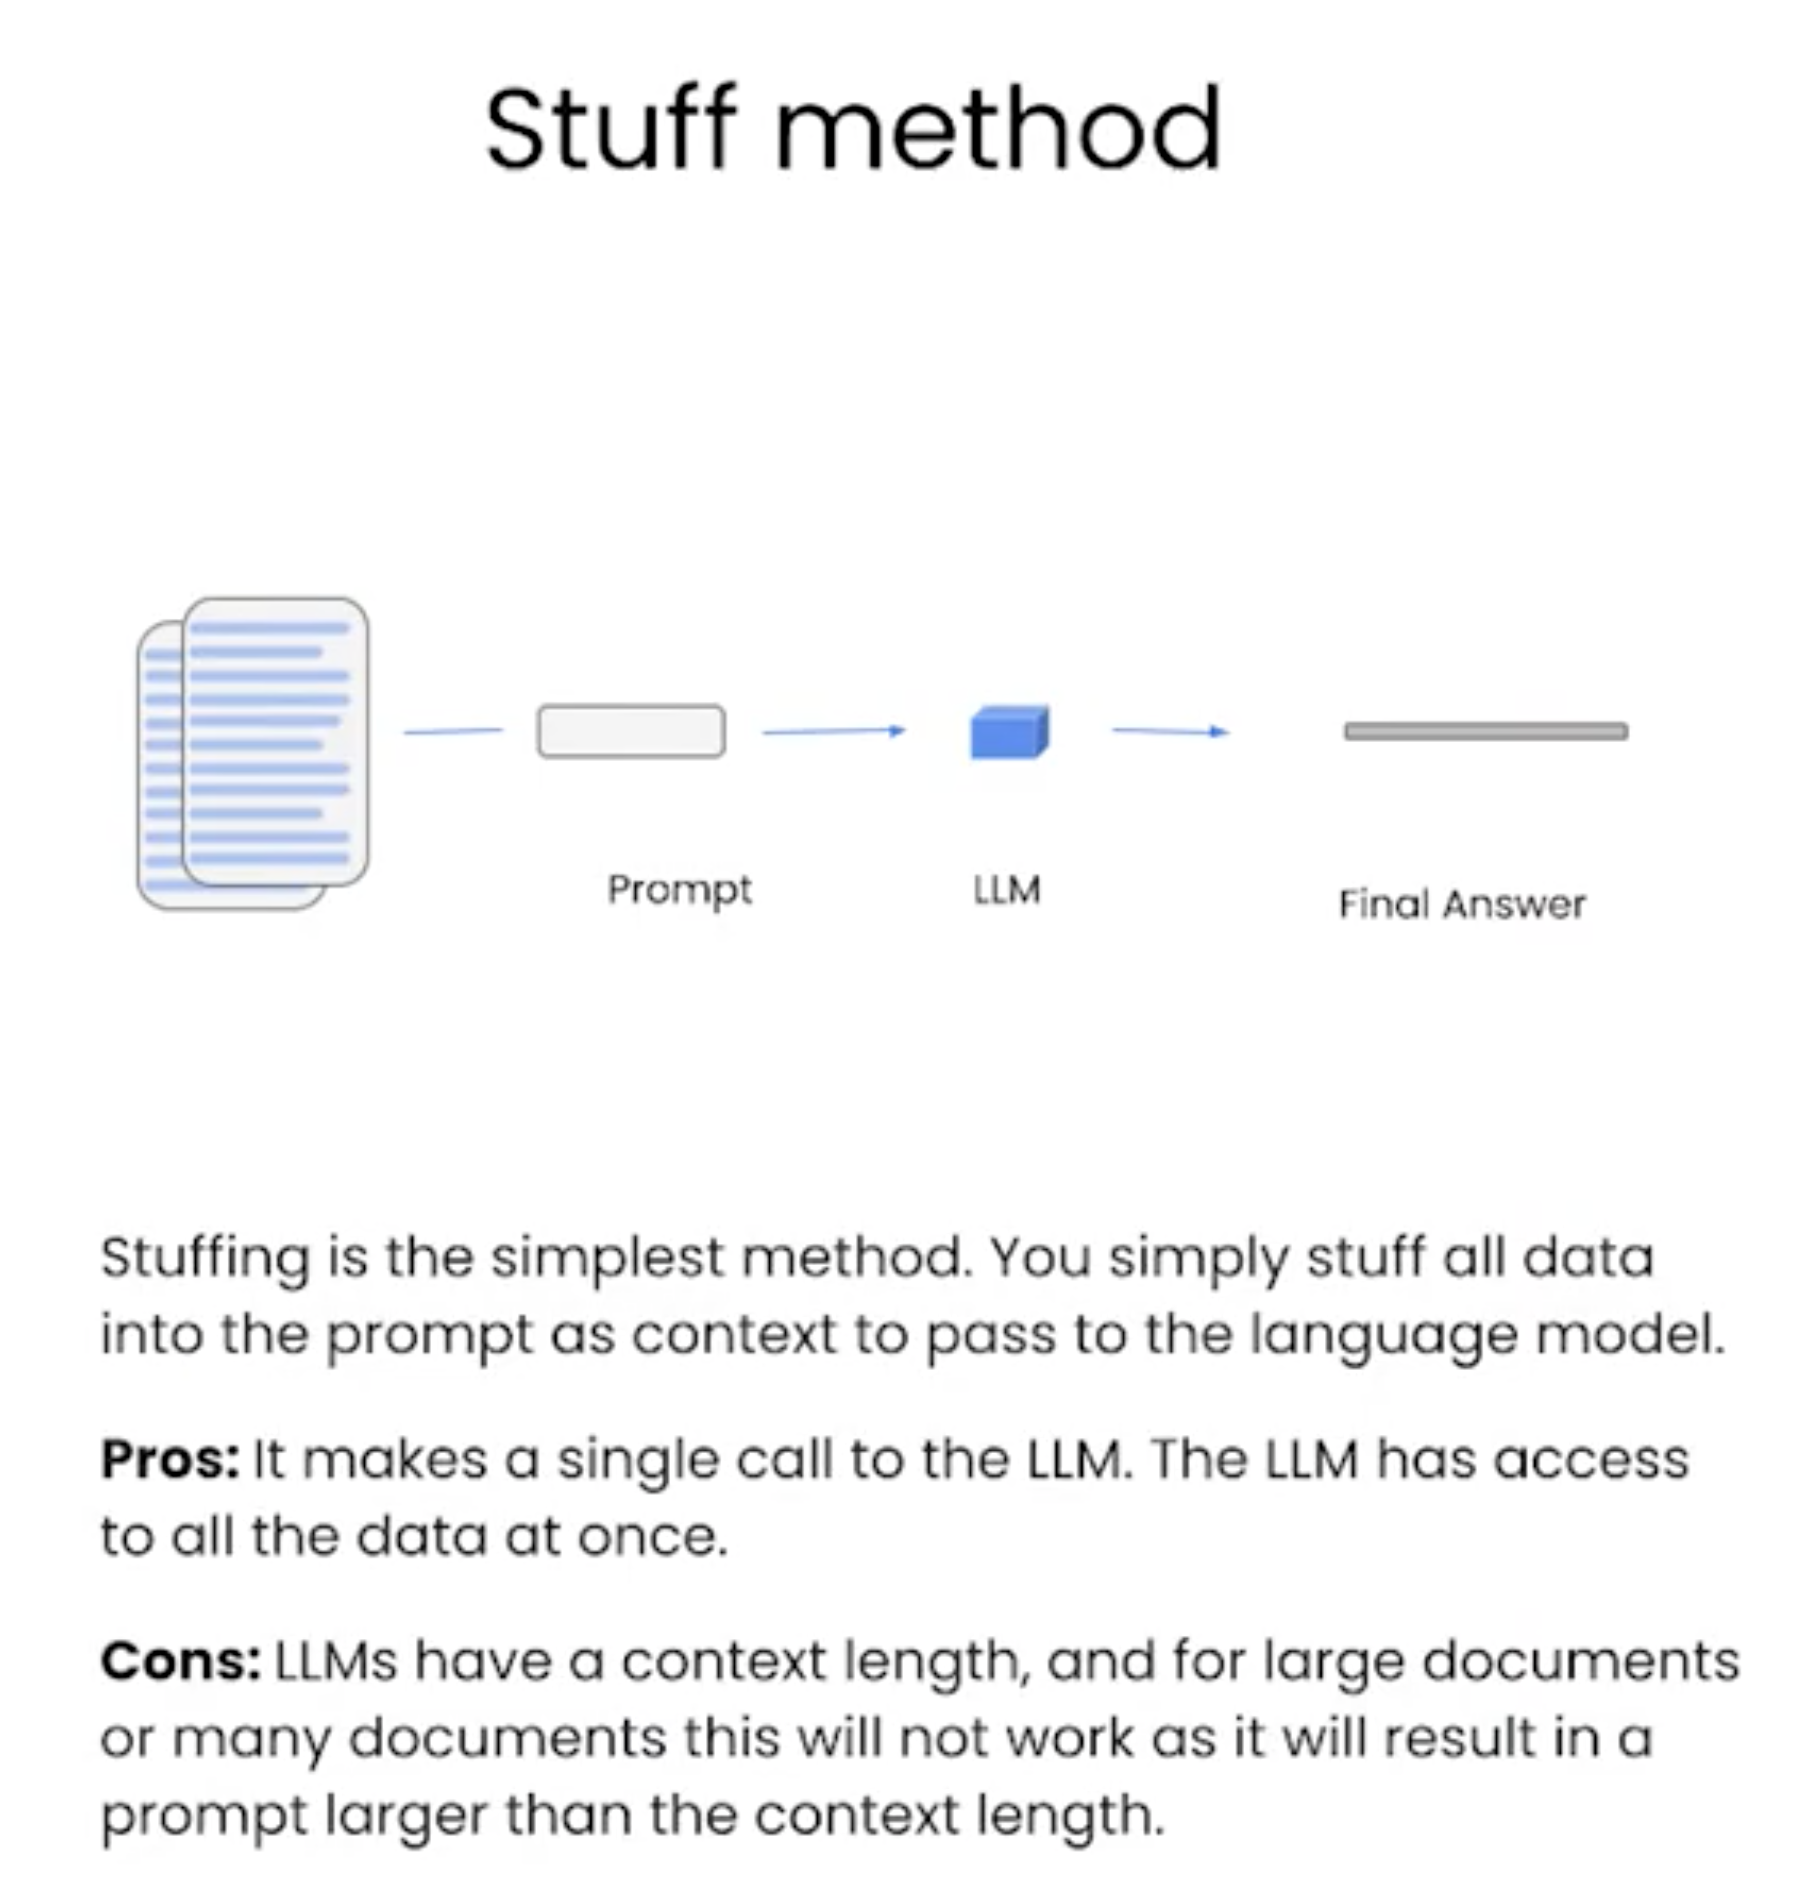 Stuff method
Prompt
LLM
Final Answer
Stuffing is the simplest method. You simply stuff all data
into the prompt as context to pass to the language model.
Pros: It makes a single call to the LLM. The LLM has access
to all the data at once.
Cons: LLMs have a context length, and for large documents
or many documents this will not work as it will result in a
prompt larger than the context length.